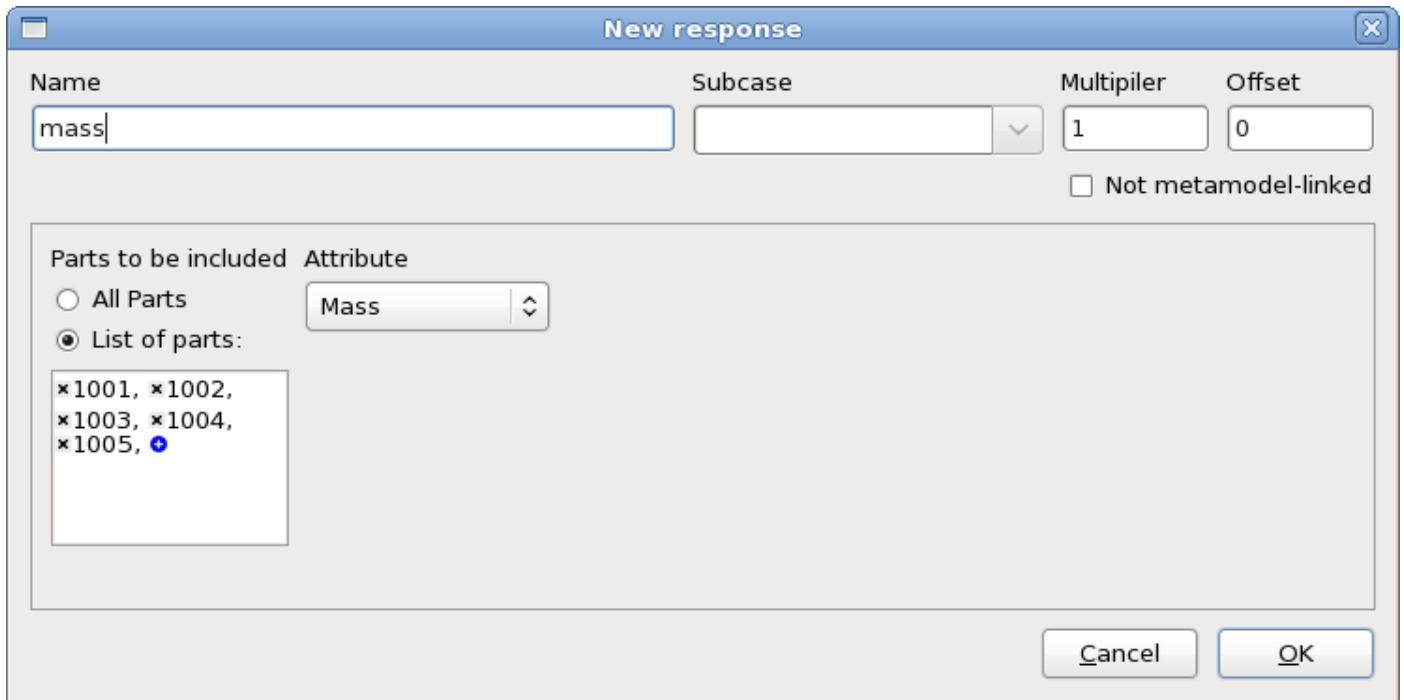 New response
Name Subcase Multipiler Offset
mass 1 0
Not metamodel-linked
Parts to be included Attribute
All Parts
Mass
List of parts:
×1001, ×1002,
×1003, ×1004,
×1005,
Cancel OK